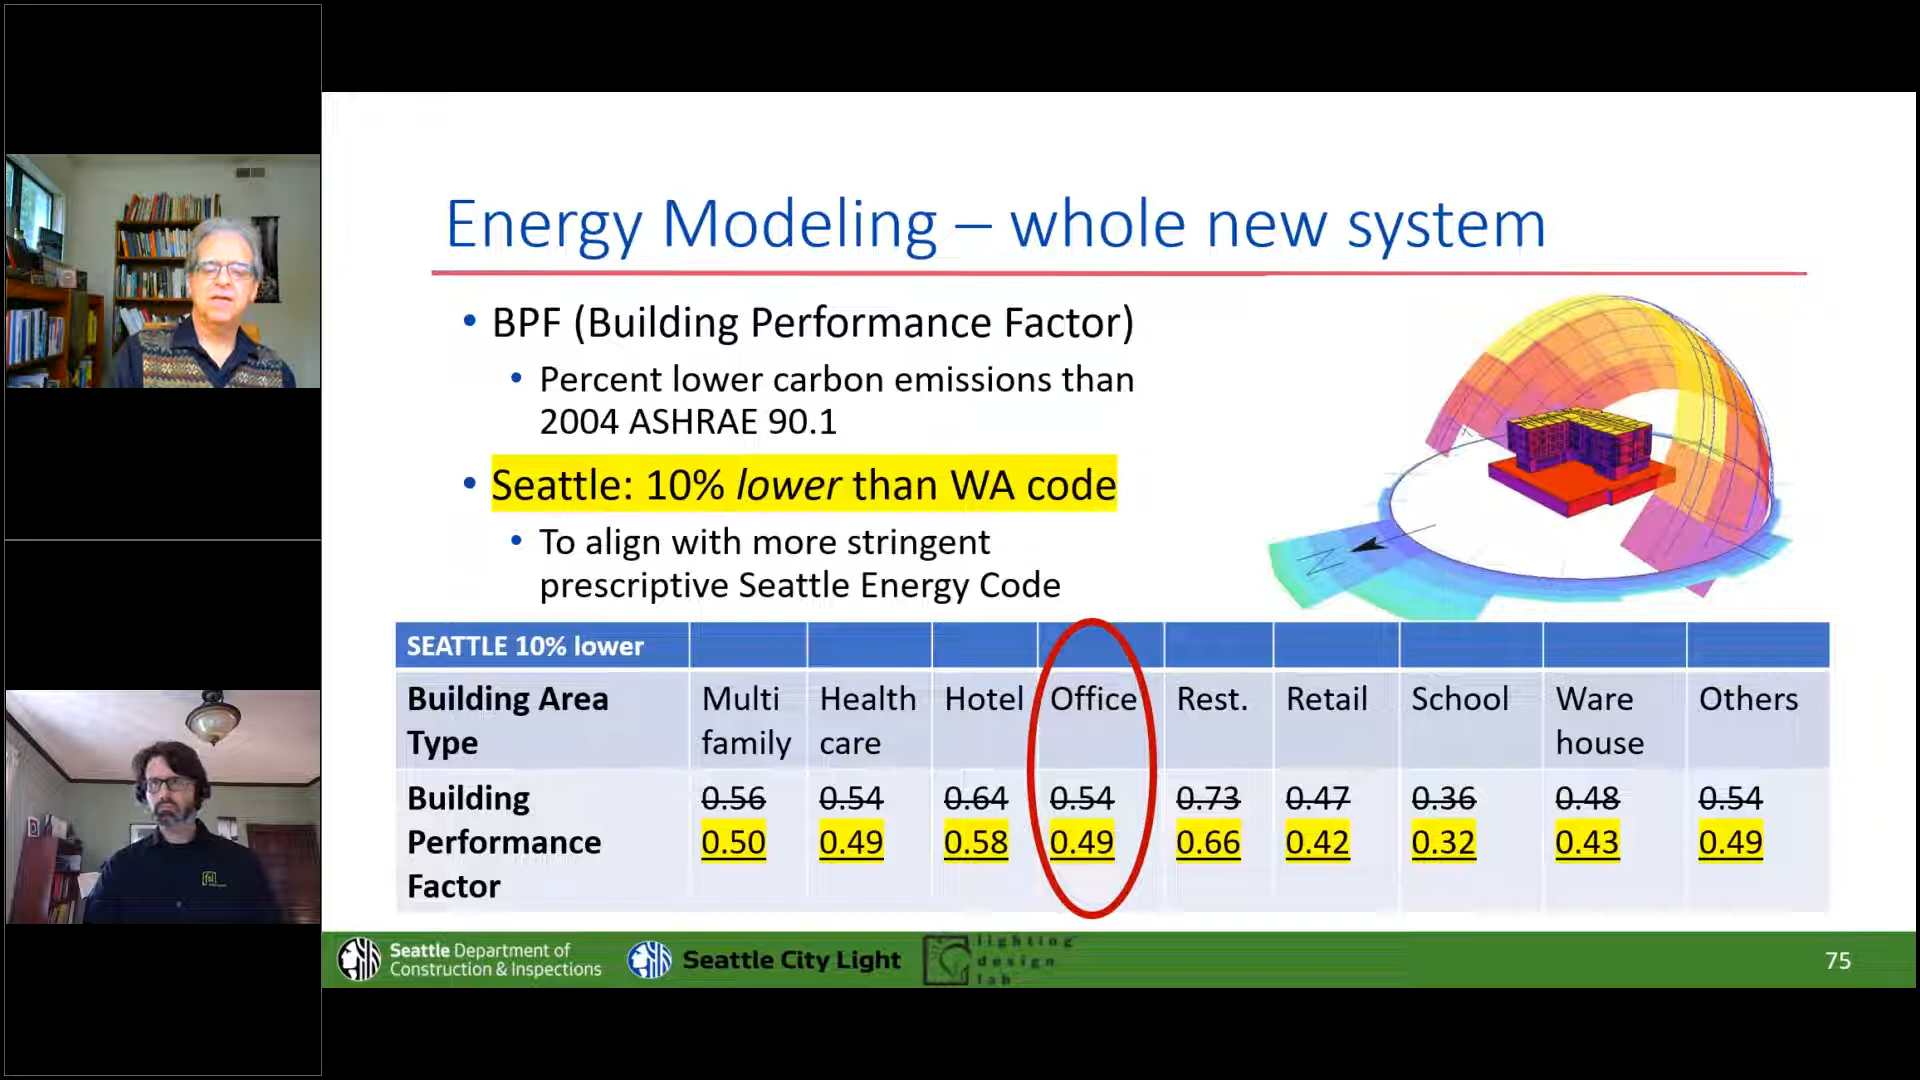 Energy Modeling – whole new system
• BPF (Building Performance Factor)
• Percent lower carbon emissions than
2004 ASHRAE 90.1
• Seattle: 10% lower than WA code
• To align with more stringent
prescriptive Seattle Energy Code
N
SEATTLE 10% lower
Building Area Type Multi family Health care Hotel Office Rest. Retail School Ware house Others
Building Performance Factor 0.56 0.54 0.64 0.54 0.73 0.47 0.36 0.48 0.54
0.50 0.49 0.58 0.49 0.66 0.42 0.32 0.43 0.49
Seattle Department of
Construction & Inspections
Seattle City Light
lighting
design
lab
75